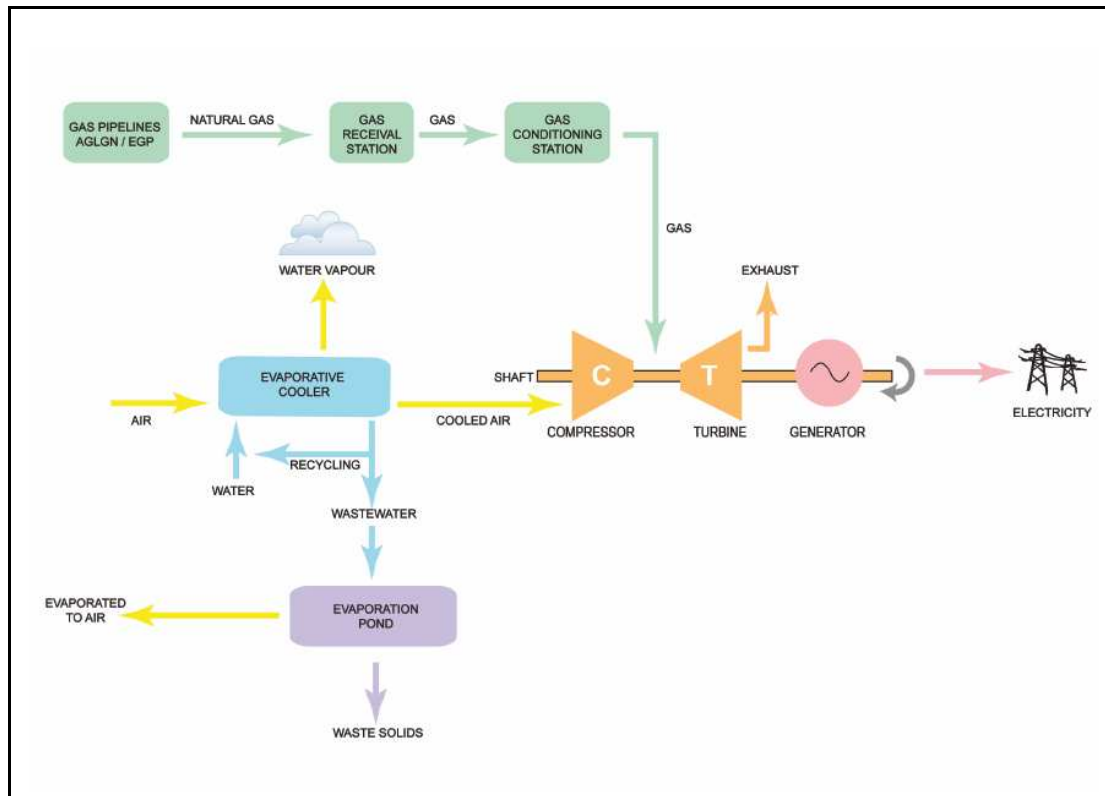 GAS PIPELINES
AGLGN / EGP
NATURAL GAS
GAS
RECEIVAL
STATION
GAS
GAS
CONDITIONING
STATION
GAS
WATER VAPOUR
EXHAUST
EVAPORATIVE
COOLER
SHAFT
C
T
AIR
COOLED AIR
COMPRESSOR
TURBINE
GENERATOR
ELECTRICITY
RECYCLING
WATER
WASTEWATER
EVAPORATED
TO AIR
EVAPORATION
POND
WASTE SOLIDS